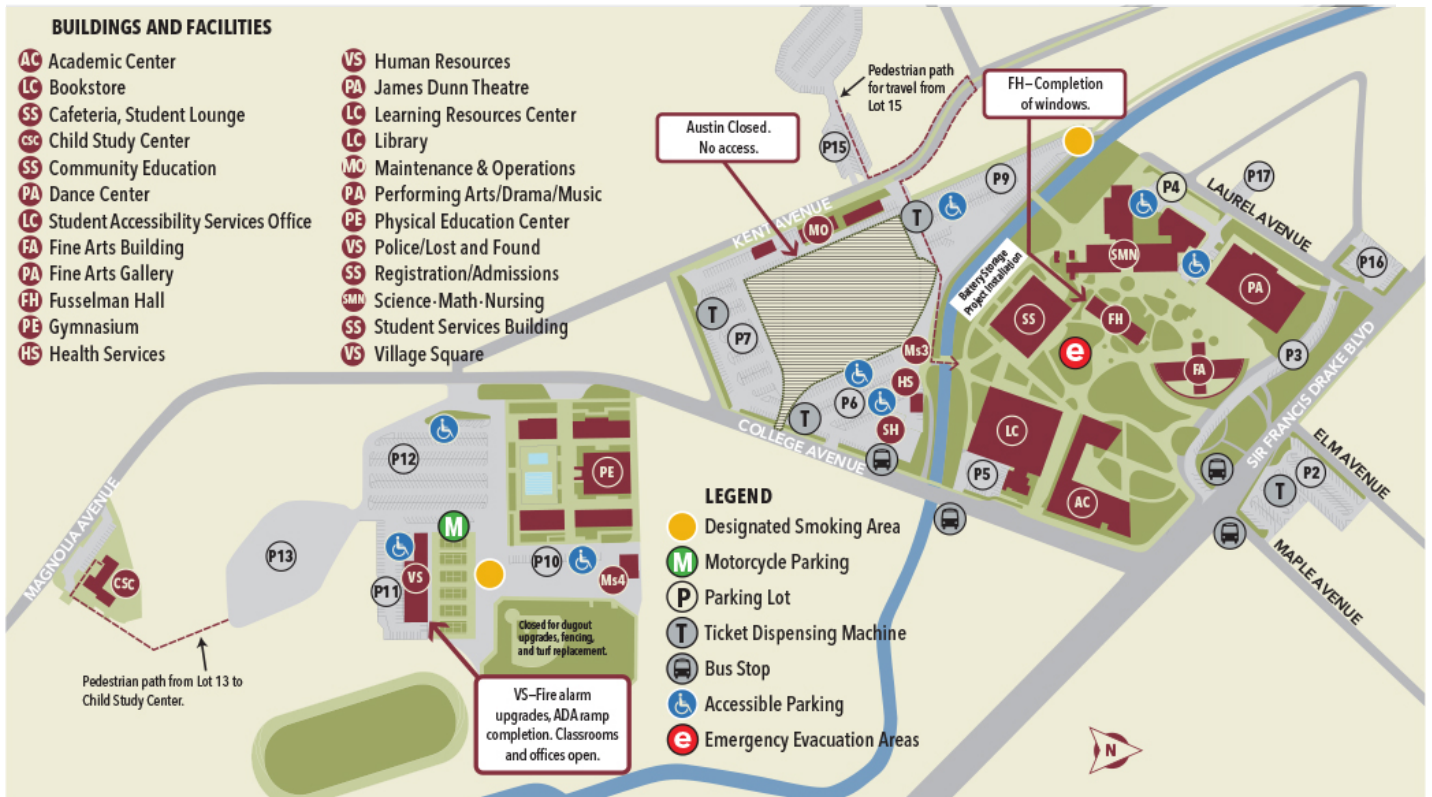 BUILDINGS AND FACILITIES
AC Academic Center
LC Bookstore
SS Cafeteria, Student Lounge
CSC Child Study Center
SS Community Education
PA Dance Center
LC Student Accessibility Services Office
FA Fine Arts Building
PA Fine Arts Gallery
FH Fusselman Hall
PE Gymnasium
HS Health Services
VS Human Resources
PA James Dunn Theatre
LC Learning Resources Center
LC Library
MO Maintenance & Operations
PA Performing Arts/Drama/Music
PE Physical Education Center
VS Police/Lost and Found
SS Registration/Admissions
SMN Science·Math·Nursing
SS Student Services Building
VS Village Square
Pedestrian path
for travel from
Lot 15
FH–Completion
of windows.
Austin Closed.
No access.
P15
P9
P4
P17
LAUREL AVENUE
KENT AVENUE
MO
T
SMN
P16
Battery Storage
Project Installation
PA
SS
FH
T
P7
Ms3
e
P3
FA
HS
P6
T
SH
COLLEGE AVENUE
LC
P5
AC
SIR FRANCIS DRAKE BLVD
ELM AVENUE
P2
T
MAPLE AVENUE
P12
PE
M
MAGNOLIA AVENUE
P13
CSC
P11
VS
P10
Ms4
Closed for dugout
upgrades, fencing,
and turf replacement.
Pedestrian path from Lot 13 to
Child Study Center.
VS–Fire alarm
upgrades, ADA ramp
completion. Classrooms
and offices open.
LEGEND
Designated Smoking Area
M Motorcycle Parking
P Parking Lot
T Ticket Dispensing Machine
Bus Stop
Accessible Parking
e Emergency Evacuation Areas
N